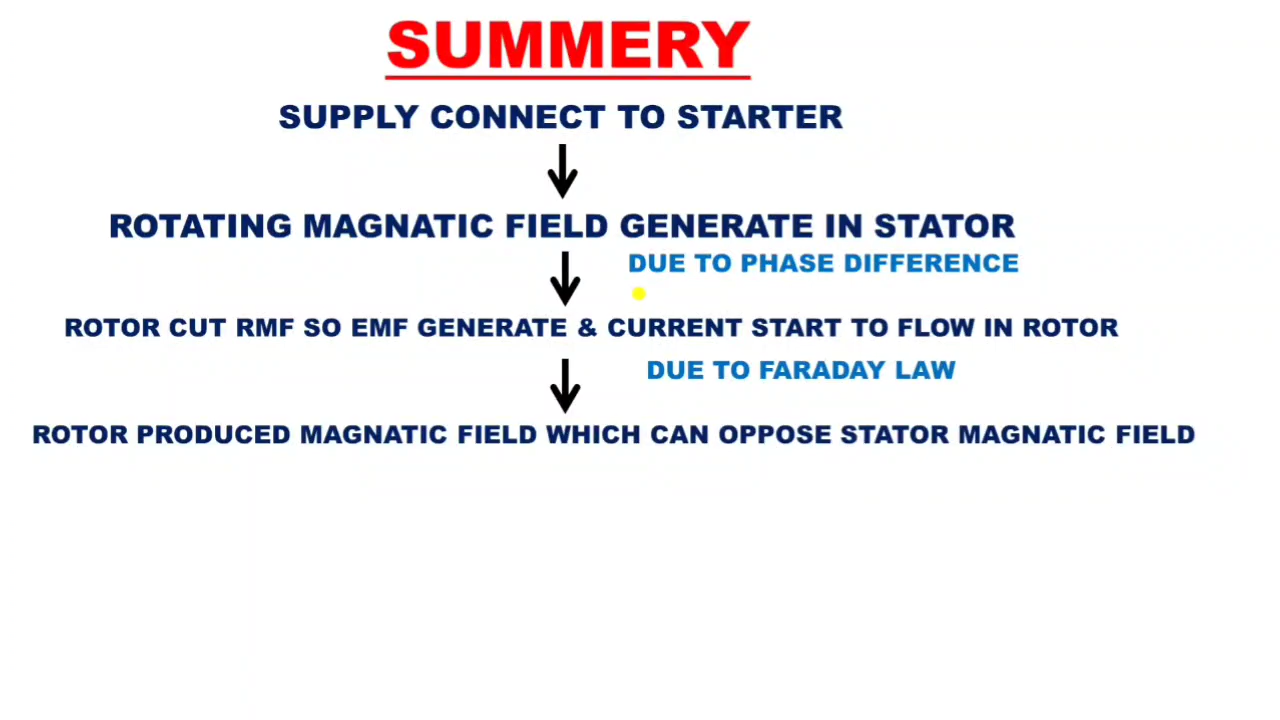 SUMMERY
SUPPLY CONNECT TO STARTER
ROTATING MAGNATIC FIELD GENERATE IN STATOR
DUE TO PHASE DIFFERENCE
ROTOR CUT RMF SO EMF GENERATE & CURRENT START TO FLOW IN ROTOR
DUE TO FARADAY LAW
ROTOR PRODUCED MAGNATIC FIELD WHICH CAN OPPOSE STATOR MAGNATIC FIELD